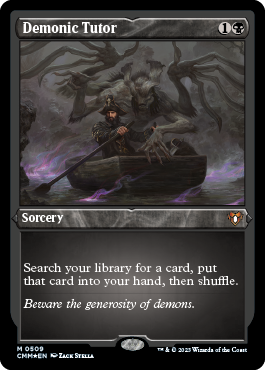 Demonic Tutor 1
Sorcery
Search your library for a card, put
that card into your hand, then shuffle.
Beware the generosity of demons.
M 0509
CMM★EN Zack Stella
™ & © 2023 Wizards of the Coast